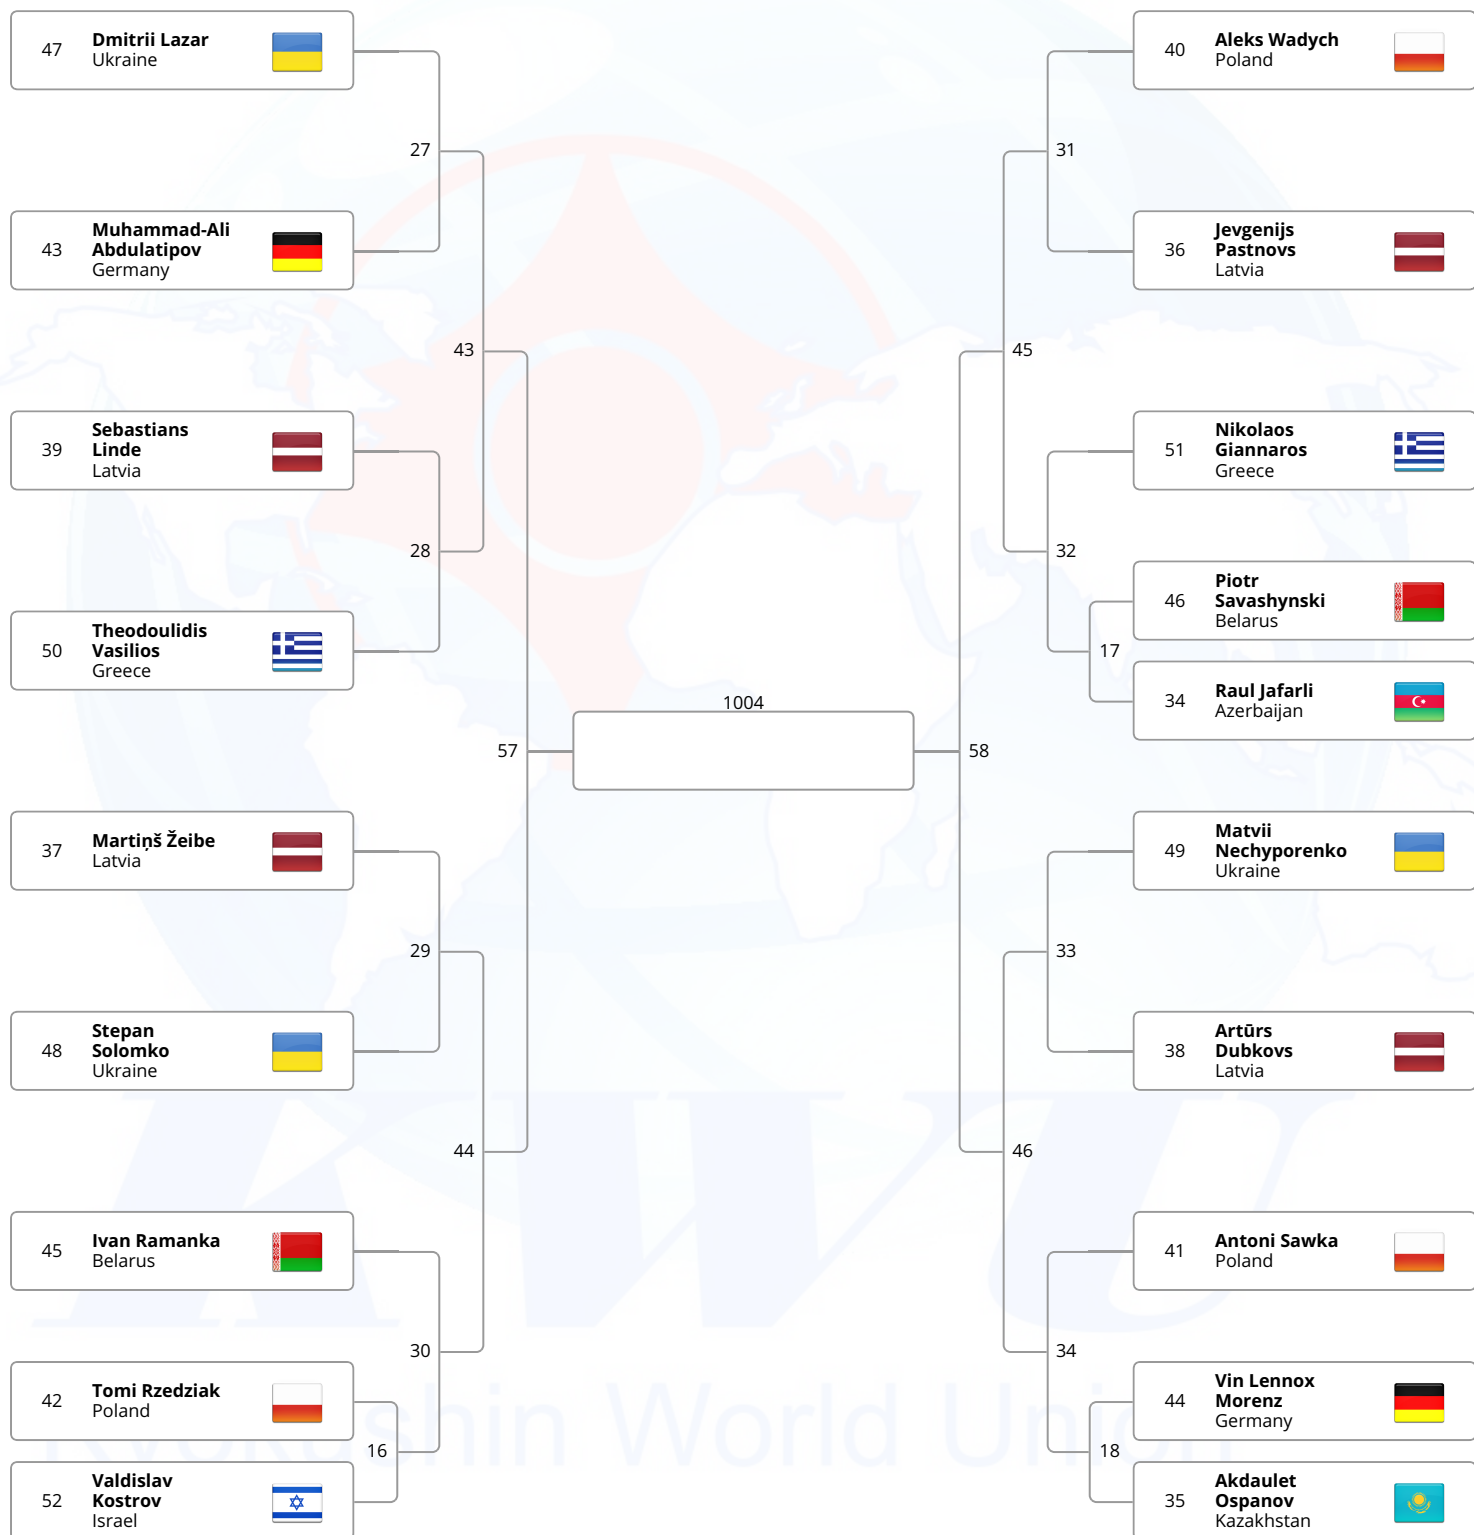 47
Dmitrii Lazar
Ukraine
27
43
Muhammad-Ali
Abdulatipov
Germany
43
39
Sebastians
Linde
Latvia
28
50
Theodoulidis
Vasilios
Greece
57
37
Martiņš Žeibe
Latvia
29
48
Stepan
Solomko
Ukraine
44
45
Ivan Ramanka
Belarus
30
42
Tomi Rzedziak
Poland
16
52
Valdislav
Kostrov
Israel
1004
40
Aleks Wadych
Poland
31
36
Jevgenijs
Pastnovs
Latvia
45
51
Nikolaos
Giannaros
Greece
32
46
Piotr
Savashynski
Belarus
17
34
Raul Jafarli
Azerbaijan
58
49
Matvii
Nechyporenko
Ukraine
33
38
Artūrs
Dubkovs
Latvia
46
41
Antoni Sawka
Poland
34
44
Vin Lennox
Morenz
Germany
18
35
Akdaulet
Ospanov
Kazakhstan
KWU
Kyokushin World Union